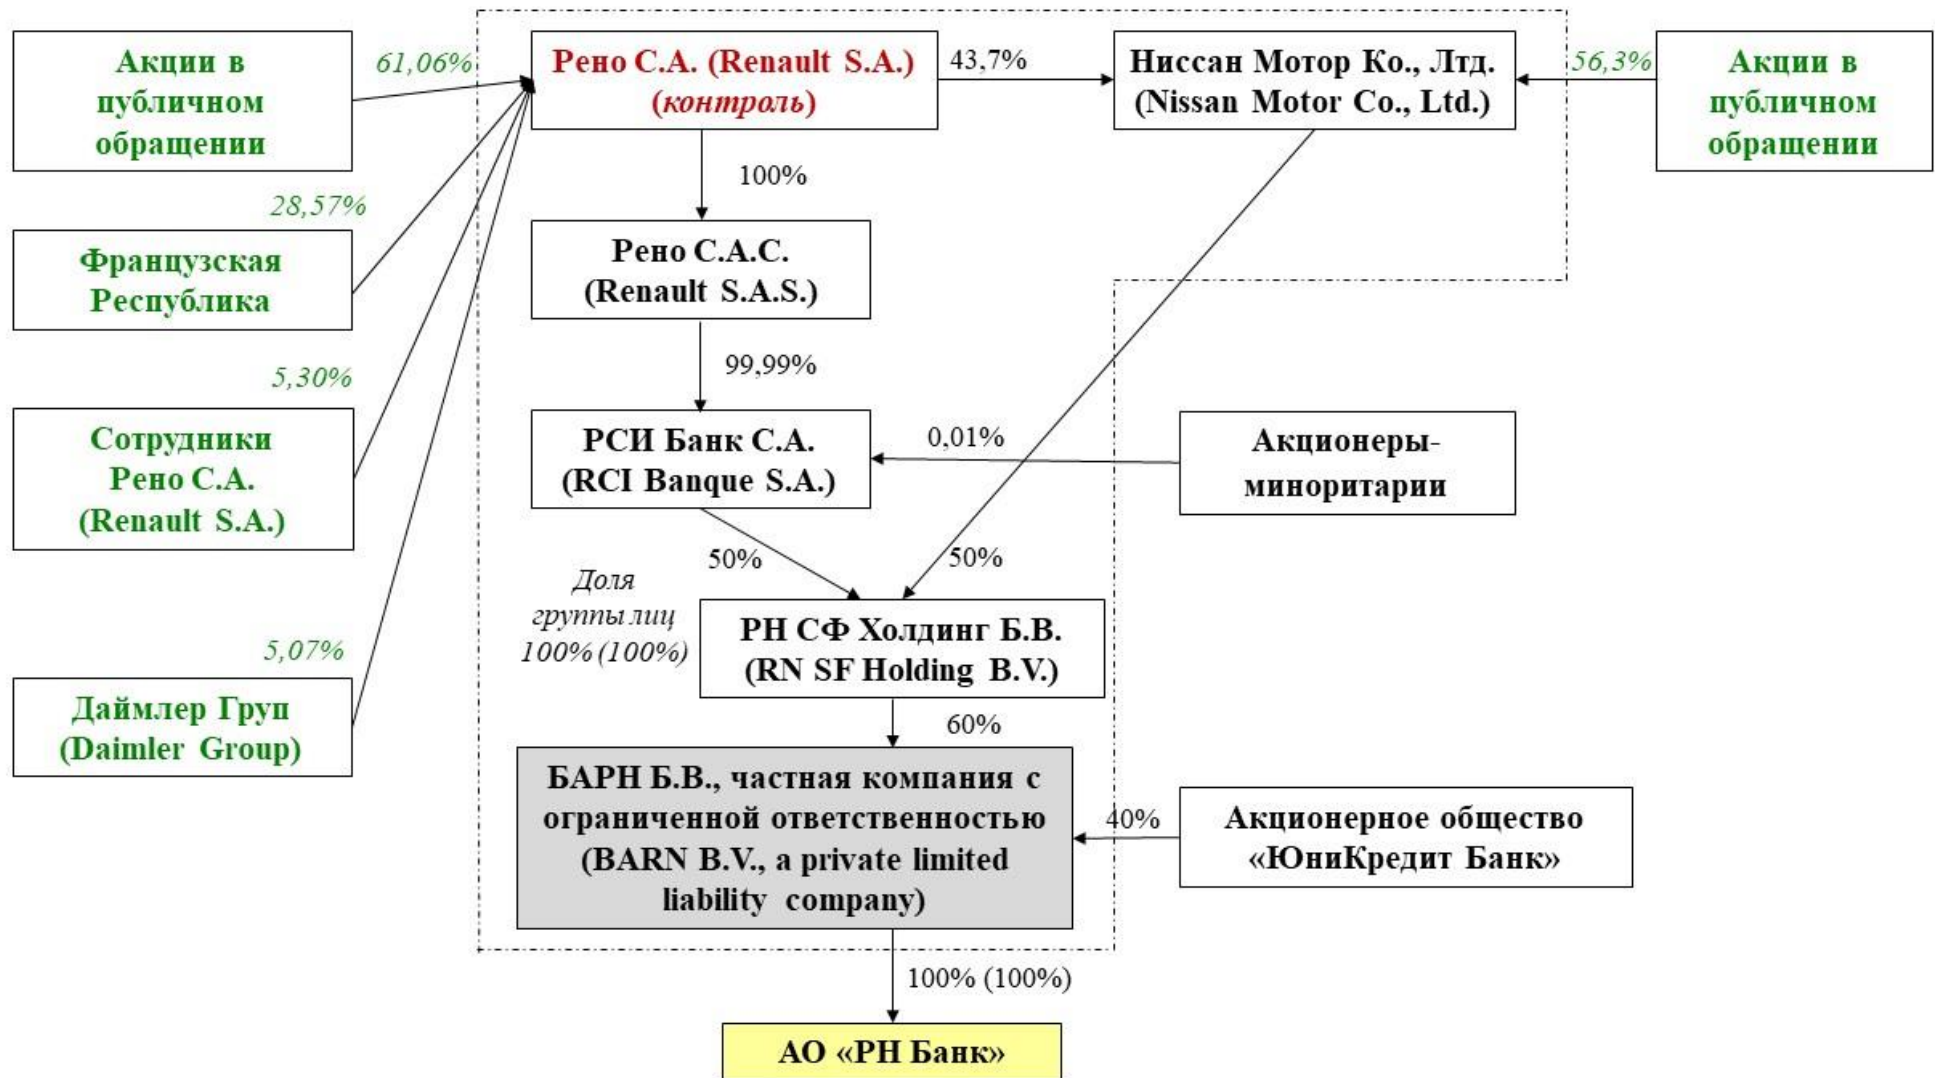 Акции в
публичном
обращении
61,06%
Рено С.А. (Renault S.A.)
(контроль)
43,7%
Ниссан Мотор Ко., Лтд.
(Nissan Motor Co., Ltd.)
56,3%
Акции в
публичном
обращении
100%
28,57%
Французская
Республика
Рено С.А.С.
(Renault S.A.S.)
99,99%
5,30%
Сотрудники
Рено С.А.
(Renault S.A.)
РСИ Банк С.А.
(RCI Banque S.A.)
0,01%
Акционеры-
миноритарии
50%
50%
Доля
группы лиц
100% (100%)
РН СФ Холдинг Б.В.
(RN SF Holding B.V.)
5,07%
Даймлер Груп
(Daimler Group)
60%
БАРН Б.В., частная компания с
ограниченной ответственностью
(BARN B.V., a private limited
liability company)
40%
Акционерное общество
«ЮниКредит Банк»
100% (100%)
АО «РН Банк»